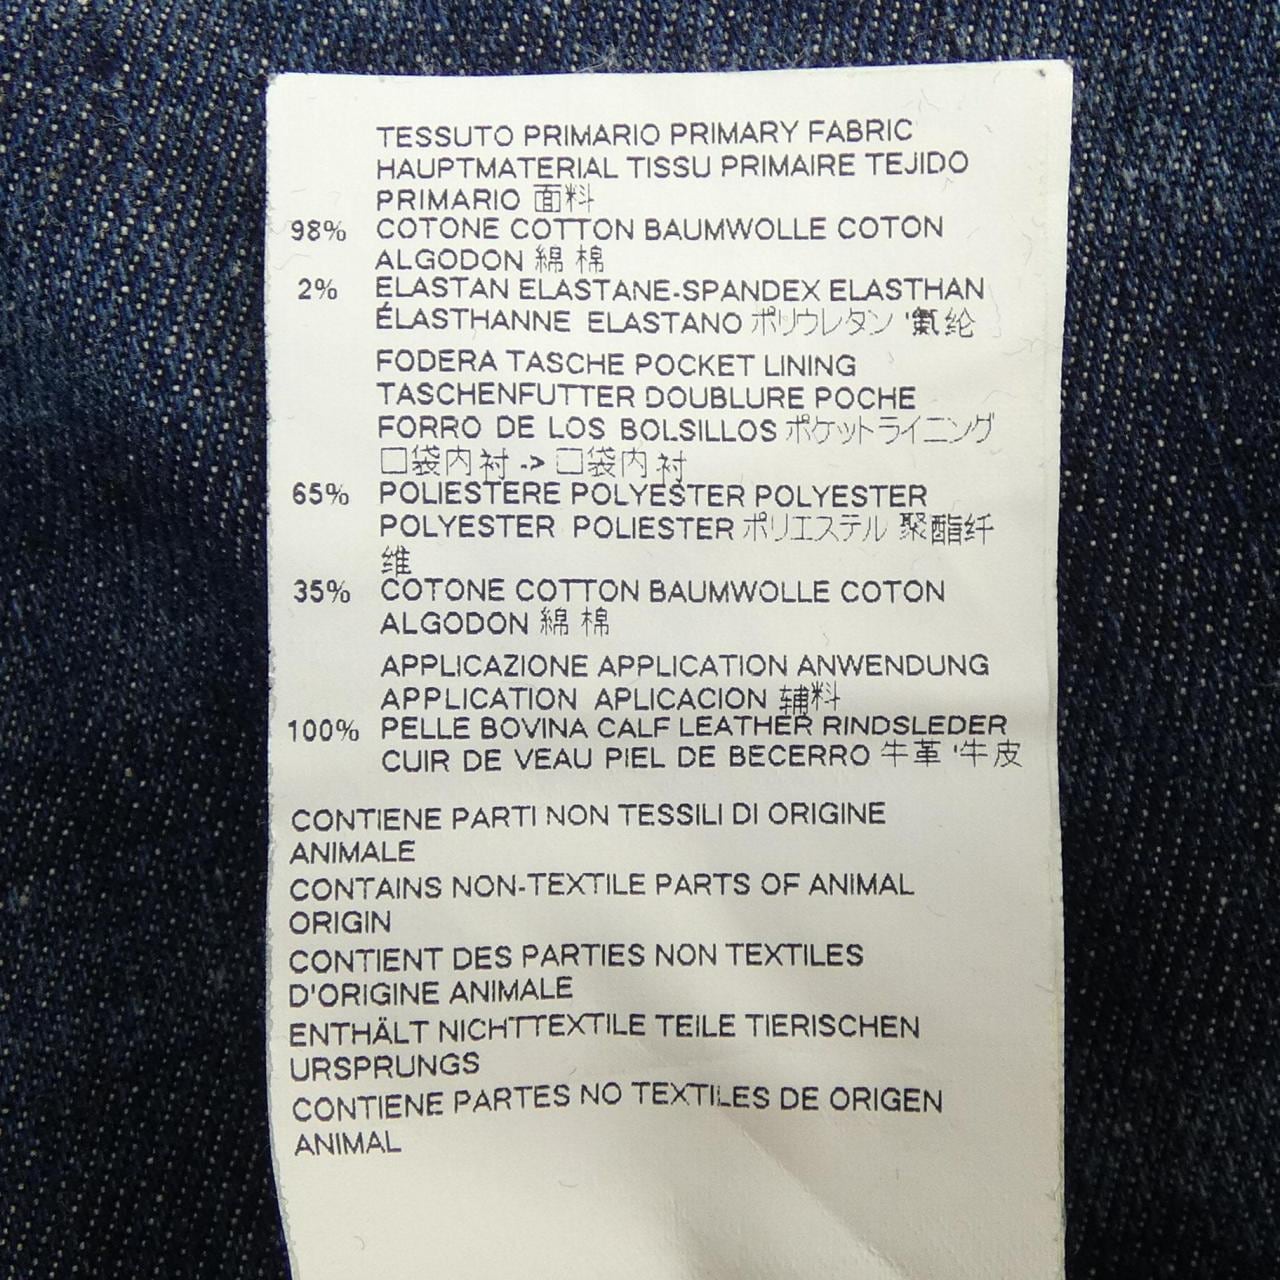 TESSUTO PRIMARIO PRIMARY FABRIC
HAUPTMATERIAL TISSU PRIMAIRE TEJIDO
PRIMARIO 面料
98% COTONE COTTON BAUMWOLLE COTON
ALGODON 綿 棉
2% ELASTAN ELASTANE-SPANDEX ELASTHAN
ÉLASTHANNE ELASTANO ポリウレタン '氨纶
FODERA TASCHE POCKET LINING
TASCHENFUTTER DOUBLURE POCHE
FORRO DE LOS BOLSILLOS ポケットライニング
口袋内衬 -> 口袋内衬
65% POLIESTERE POLYESTER POLYESTER
POLYESTER POLIESTER ポリエステル 聚酯纤
维
35% COTONE COTTON BAUMWOLLE COTON
ALGODON 綿 棉
APPLICAZIONE APPLICATION ANWENDUNG
APPLICATION APLICACION 辅料
100% PELLE BOVINA CALF LEATHER RINDSLEDER
CUIR DE VEAU PIEL DE BECERRO 牛革 '牛皮
CONTIENE PARTI NON TESSILI DI ORIGINE
ANIMALE
CONTAINS NON-TEXTILE PARTS OF ANIMAL
ORIGIN
CONTIENT DES PARTIES NON TEXTILES
D'ORIGINE ANIMALE
ENTHÄLT NICHTTEXTILE TEILE TIERISCHEN
URSPRUNGS
CONTIENE PARTES NO TEXTILES DE ORIGEN
ANIMAL